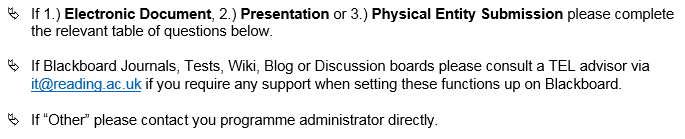 If 1.) Electronic Document, 2.) Presentation or 3.) Physical Entity Submission please complete
the relevant table of questions below.
If Blackboard Journals, Tests, Wiki, Blog or Discussion boards please consult a TEL advisor via
it@reading.ac.uk if you require any support when setting these functions up on Blackboard.
If “Other” please contact you programme administrator directly.